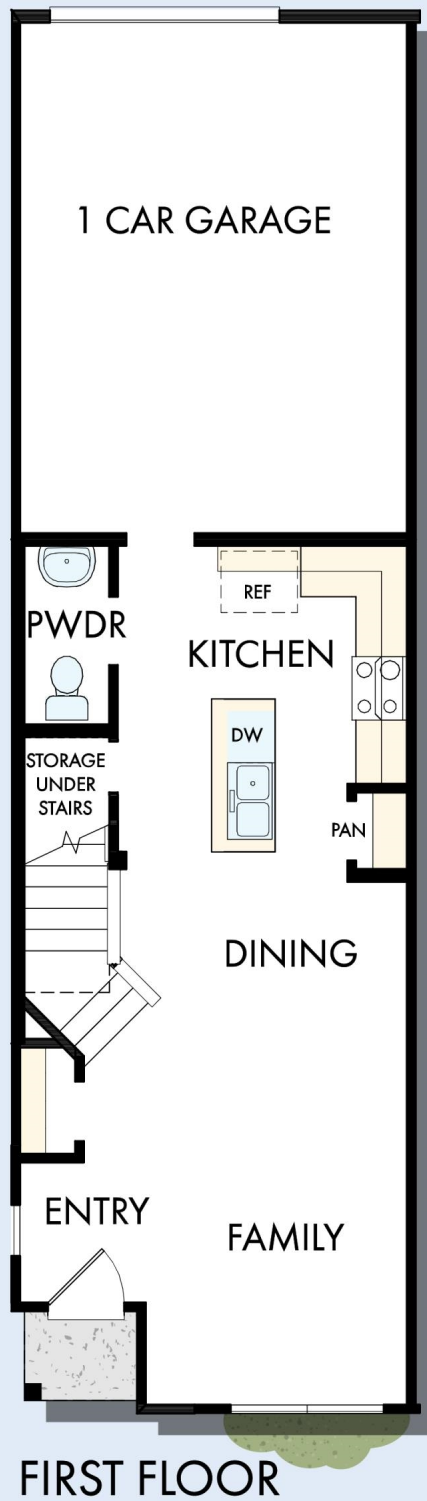 1 CAR GARAGE
REF
PWDR
KITCHEN
DW
STORAGE
UNDER
STAIRS
PAN
DINING
ENTRY
FAMILY
FIRST FLOOR